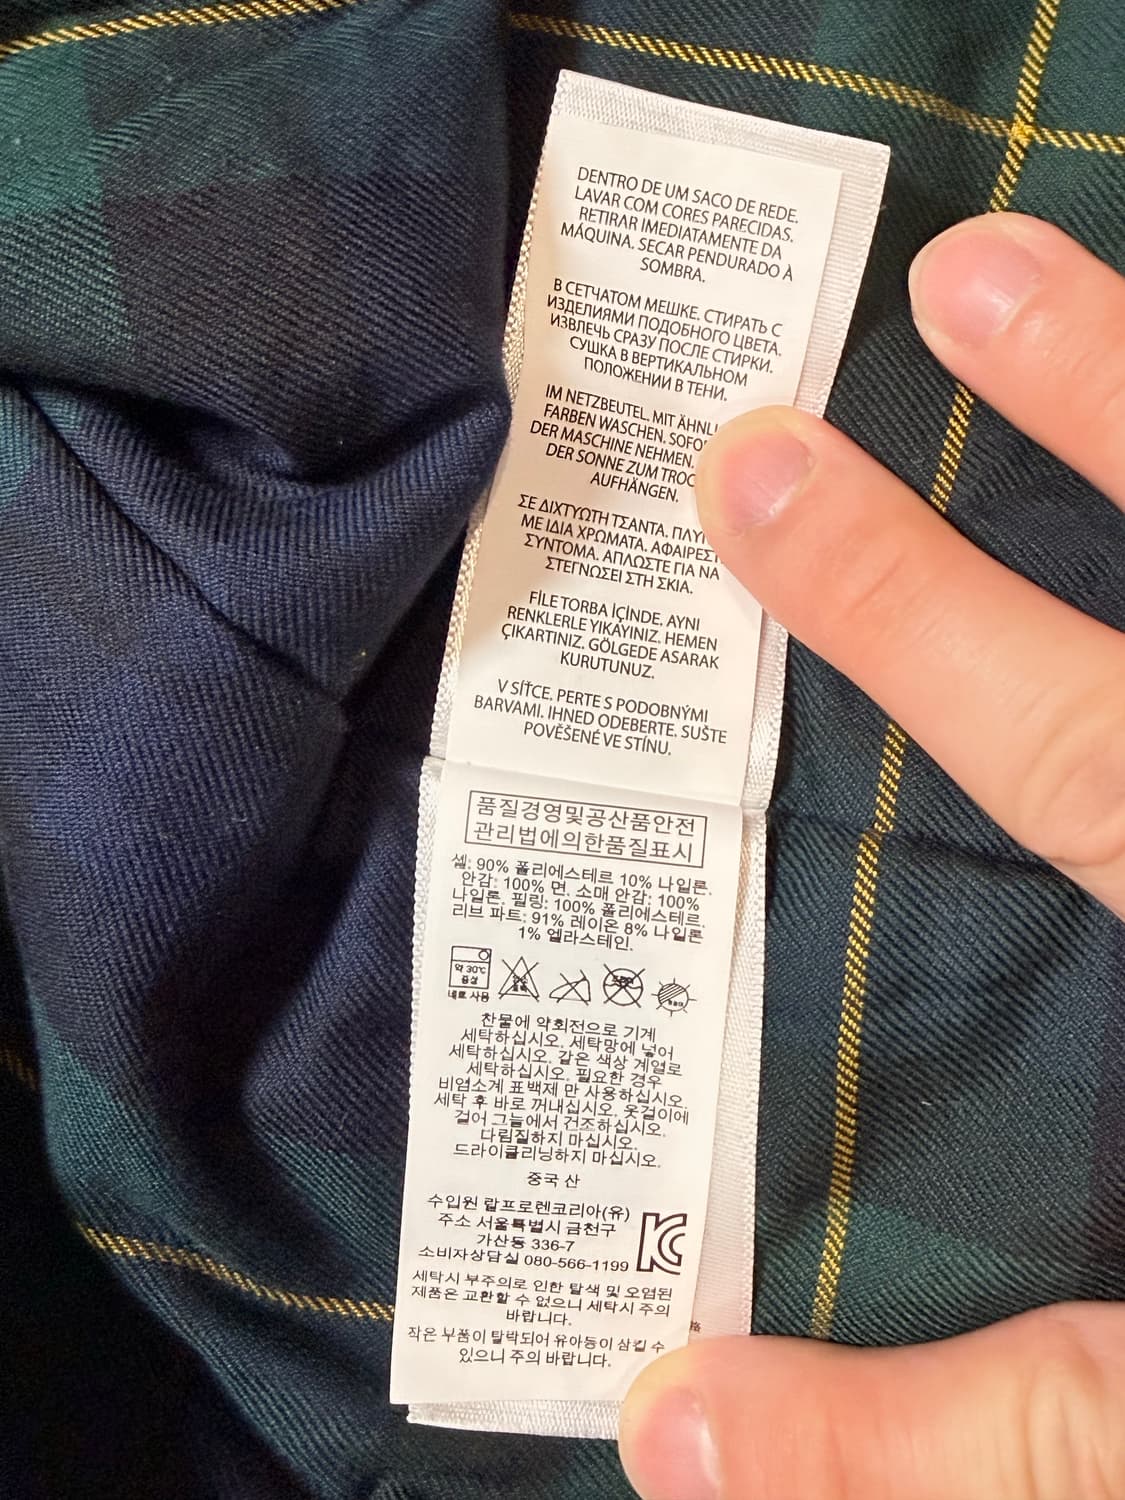 DENTRO DE UM SACO DE REDE.
LAVAR COM CORES PARECIDAS.
RETIRAR IMEDIATAMENTE DA
MÁQUINA. SECAR PENDURADO À
SOMBRA.
В СЕТЧАТОМ МЕШКЕ. СТИРАТЬ С
ИЗДЕЛИЯМИ ПОДОБНОГО ЦВЕТА.
ИЗВЛЕЧЬ СРАЗУ ПОСЛЕ СТИРКИ.
СУШКА В ВЕРТИКАЛЬНОМ
ПОЛОЖЕНИИ В ТЕНИ.
IM NETZBEUTEL. MIT
FARBEN WASCHEN.
DER MASCHINE NEHMEN.
DER SONNE ZUM
AUFHÄNGEN.
ΣΕ ΔΙΧΤΥΩΤΗ ΤΣΑΝΤΑ.
ΜΕ ΙΔΙΑ ΧΡΩΜΑΤΑ.
ΣΥΝΤΟΜΑ. ΑΠΛΩΣΤΕ ΓΙΑ ΝΑ
ΣΤΕΓΝΩΣΕΙ ΣΤΗ ΣΚΙΑ.
FİLE TORBA İÇİNDE. AYNI
RENKLERLE YIKAYINIZ. HEMEN
ÇIKARTINIZ. GÖLGEDE ASARAK
KURUTUNUZ.
V SÍŤCE. PERTE S PODOBNÝMI
BARVAMI. IHNED ODEBERTE. SUŠTE
POVĚŠENÉ VE STÍNU.
품질경영및공산품안전
관리법에의한품질표시
셸: 90% 폴리에스테르 10% 나일론.
안감: 100% 면. 소매 안감: 100%
나일론. 필링: 100% 폴리에스테르.
리브 파트: 91% 레이온 8% 나일론
1% 엘라스테인.
약 30℃
중성
네트 사용
찬물에 약회전으로 기계
세탁하십시오. 세탁망에 넣어
세탁하십시오. 같은 색상 계열로
세탁하십시오. 필요한 경우
비염소계 표백제 만 사용하십시오.
세탁 후 바로 꺼내십시오. 옷걸이에
걸어 그늘에서 건조하십시오.
다림질하지 마십시오.
드라이클리닝하지 마십시오.
중국 산
수입원 랄프로렌코리아(유)
주소 서울특별시 금천구
가산동 336-7
소비자상담실 080-566-1199
KC
세탁시 부주의로 인한 탈색 및 오염된
제품은 교환할 수 없으니 세탁시 주의
바랍니다.
작은 부품이 탈락되어 유아등이 삼킬 수
있으니 주의 바랍니다.
格